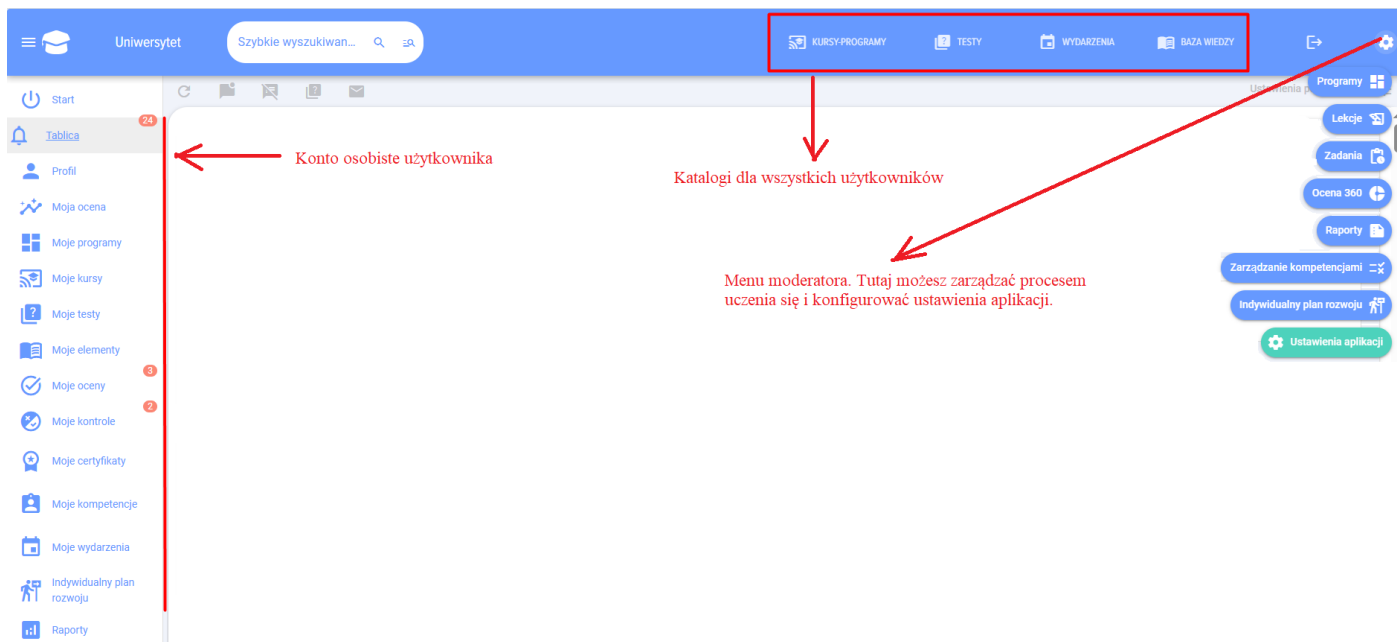 Uniwersytet
Szybkie wyszukiwan...
KURSY-PROGRAMY
TESTY
WYDARZENIA
BAZA WIEDZY
Start
24
Tablica
Profil
Moja ocena
Moje programy
Moje kursy
Moje testy
Moje elementy
3
Moje oceny
2
Moje kontrole
Moje certyfikaty
Moje kompetencje
Moje wydarzenia
Indywidualny plan
rozwoju
Raporty
Konto osobiste użytkownika
Katalogi dla wszystkich użytkowników
Menu moderatora. Tutaj możesz zarządzać procesem
uczenia się i konfigurować ustawienia aplikacji.
Ustawienia p
Programy
Lekcje
Zadania
Ocena 360
Raporty
Zarządzanie kompetencjami
Indywidualny plan rozwoju
Ustawienia aplikacji